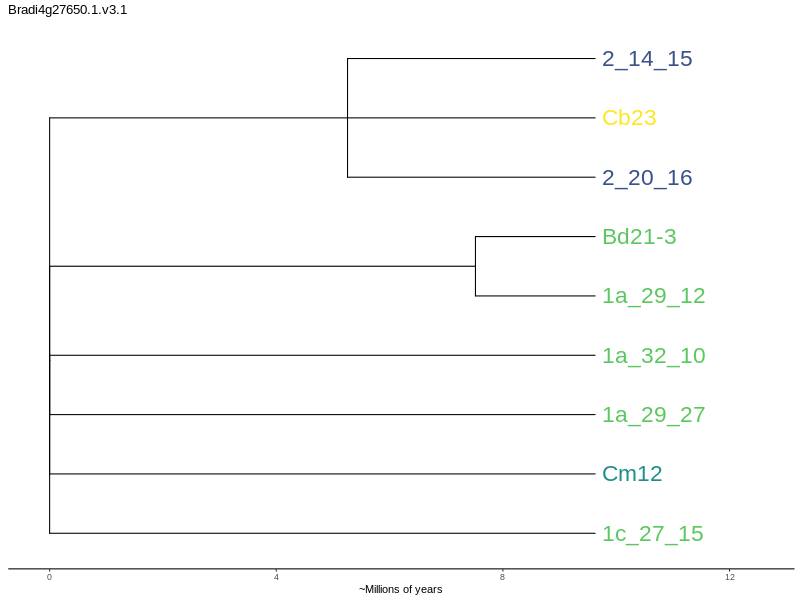 Bradi4g27650.1.v3.1
2_14_15
Cb23
2_20_16
Bd21-3
1a_29_12
1a_32_10
1a_29_27
Cm12
1c_27_15
0 4 8 12
~Millions of years